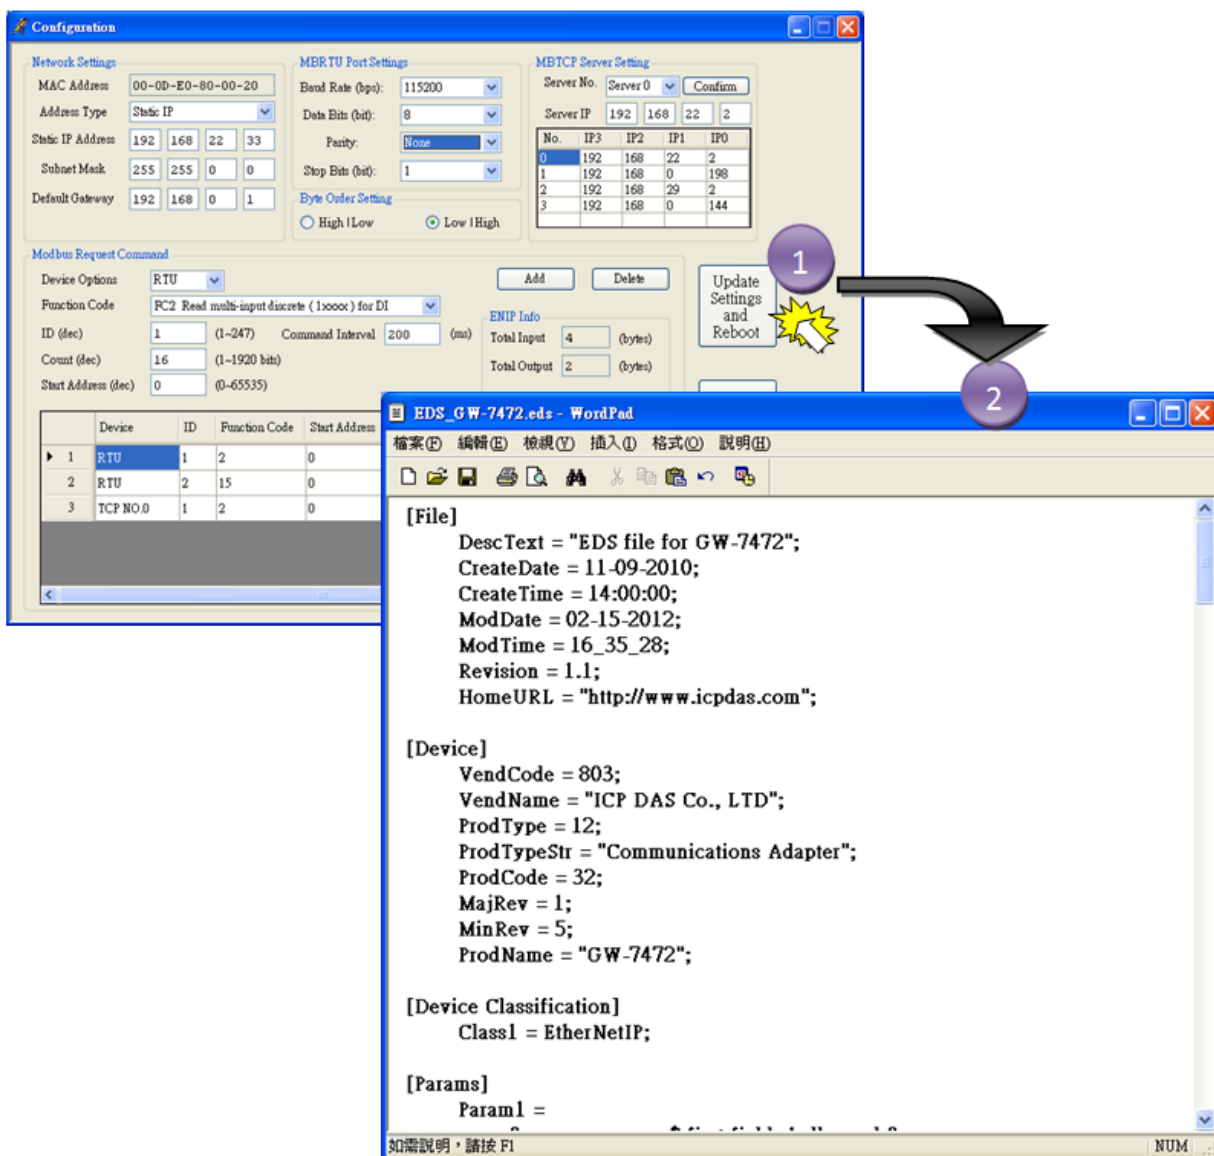 Configuration
Network Settings
MAC Address 00-0D-E0-80-00-20
Address Type Static IP
Static IP Address 192 168 22 33
Subnet Mask 255 255 0 0
Default Gateway 192 168 0 1
MBRTU Port Settings
Baud Rate (bps): 115200
Data Bits (bit): 8
Parity: None
Stop Bits (bit): 1
Byte Order Setting
High | Low Low | High
MBTCP Server Setting
Server No. Server 0 Confirm
Server IP 192 168 22 2
No. IP3 IP2 IP1 IP0
0 192 168 22 2
1 192 168 0 198
2 192 168 29 2
3 192 168 0 144
Modbus Request Command
Device Options RTU
Function Code FC2 Read multi-input discrete ( 1xxxx ) for DI
ID (dec) 1 (1~247) Command Interval 200 (ms)
Count (dec) 16 (1~1920 bits)
Start Address (dec) 0 (0~65535)
Add Delete
ENIP Info
Total Input 4 (bytes)
Total Output 2 (bytes)
Update
Settings
and
Reboot
1
2
Device ID Function Code Start Address
1 RTU 1 2 0
2 RTU 2 15 0
3 TCP NO.0 1 2 0
EDS_GW-7472.eds - WordPad
檔案(F) 編輯(E) 檢視(V) 插入(I) 格式(O) 說明(H)
[File]
DescText = "EDS file for GW-7472";
CreateDate = 11-09-2010;
CreateTime = 14:00:00;
ModDate = 02-15-2012;
ModTime = 16_35_28;
Revision = 1.1;
HomeURL = "http://www.icpdas.com";
[Device]
VendCode = 803;
VendName = "ICP DAS Co., LTD";
ProdType = 12;
ProdTypeStr = "Communications Adapter";
ProdCode = 32;
MajRev = 1;
MinRev = 5;
ProdName = "GW-7472";
[Device Classification]
Class1 = EtherNetIP;
[Params]
Param1 =
如需說明，請按 F1
NUM